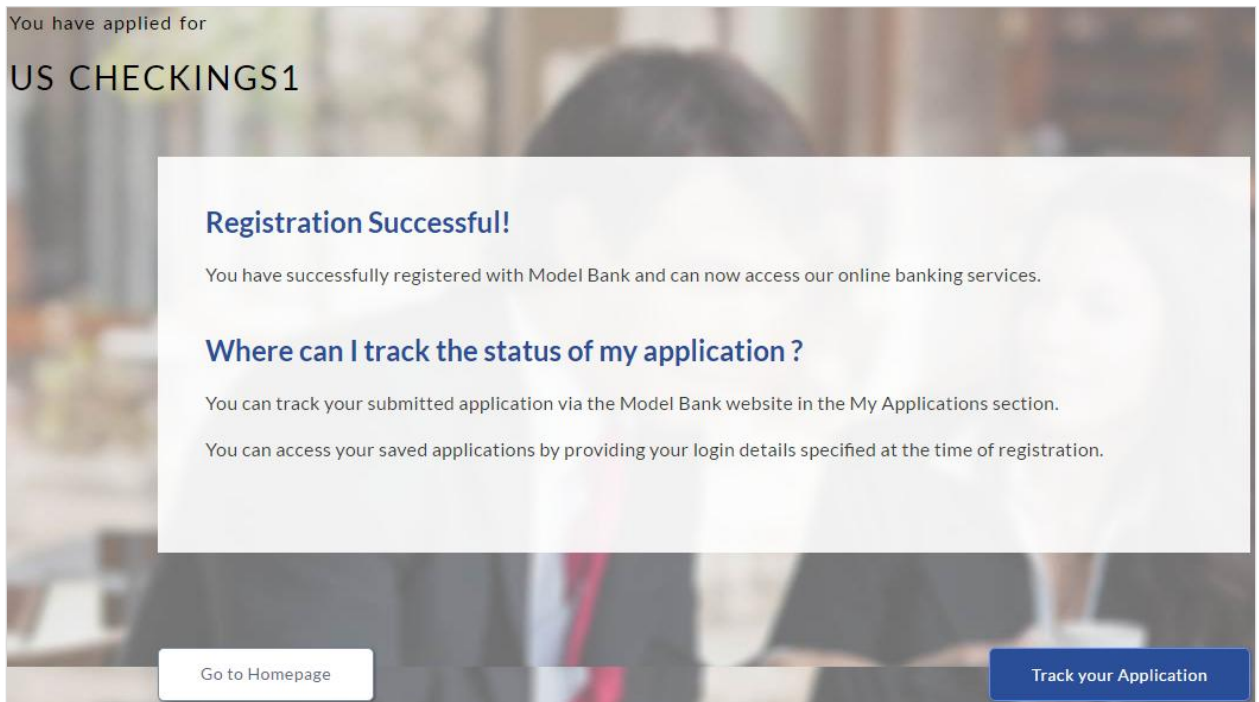 You have applied for
US CHECKINGS1
Registration Successful!
You have successfully registered with Model Bank and can now access our online banking services.
Where can I track the status of my application ?
You can track your submitted application via the Model Bank website in the My Applications section.
You can access your saved applications by providing your login details specified at the time of registration.
Go to Homepage
Track your Application